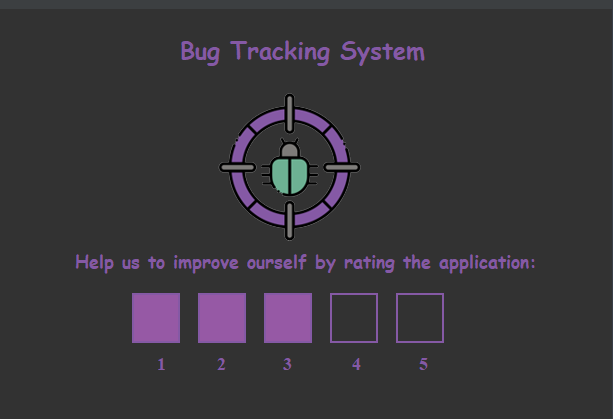 Bug Tracking System
Help us to improve ourself by rating the application:
1 2 3 4 5